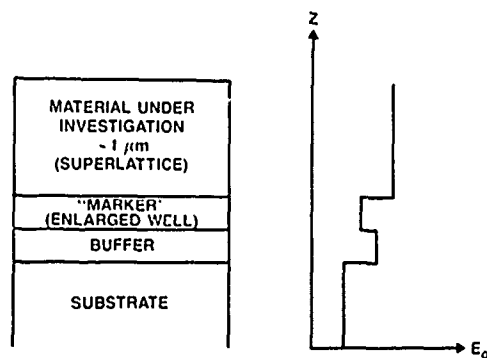 MATERIAL UNDER
INVESTIGATION
~ 1 μm
(SUPERLATTICE)
"MARKER"
(ENLARGED WELL)
BUFFER
SUBSTRATE
Z
E₀